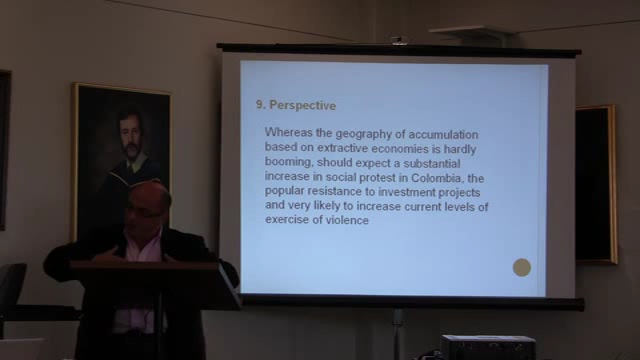 9. Perspective
Whereas the geography of accumulation
based on extractive economies is hardly
booming, should expect a substantial
increase in social protest in Colombia, the
popular resistance to investment projects
and very likely to increase current levels of
exercise of violence